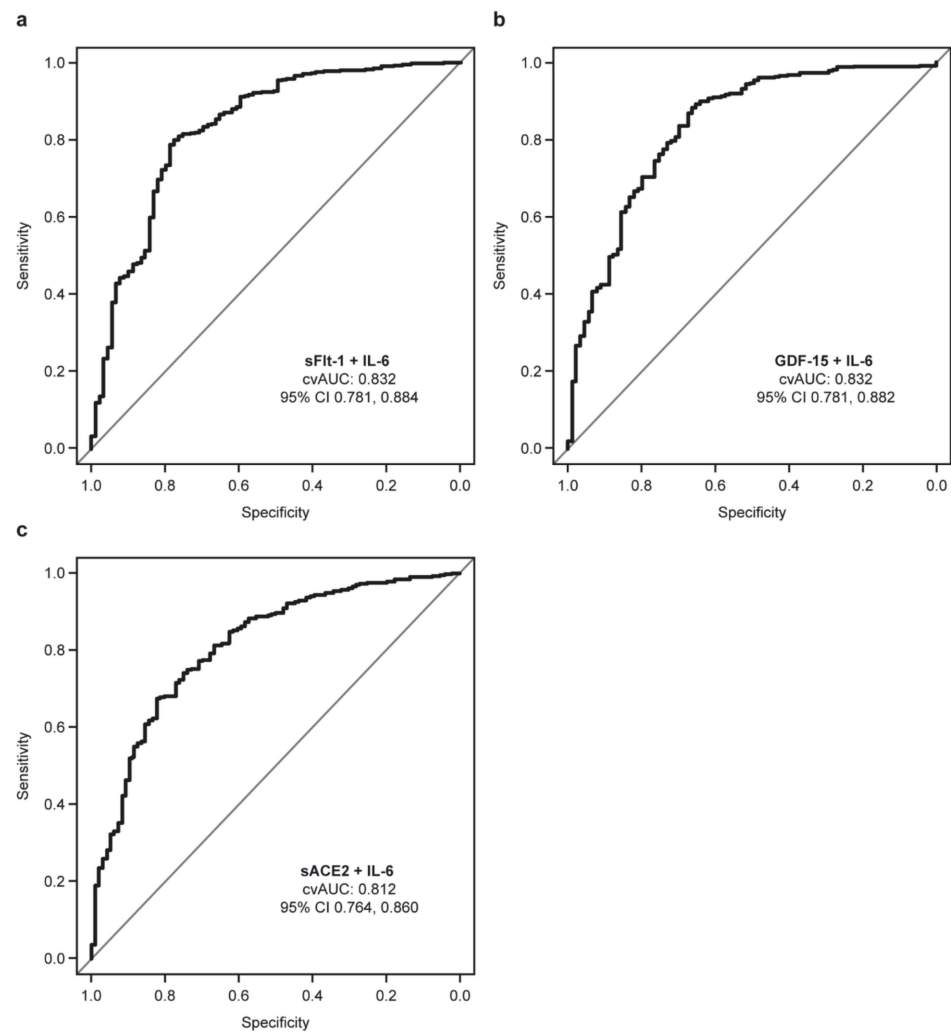 a
1.0
0.8
0.6
0.4
0.2
0.0
Sensitivity
sFlt-1 + IL-6
cvAUC: 0.832
95% CI 0.781, 0.884
1.0 0.8 0.6 0.4 0.2 0.0
Specificity
b
1.0
0.8
0.6
0.4
0.2
0.0
Sensitivity
GDF-15 + IL-6
cvAUC: 0.832
95% CI 0.781, 0.882
1.0 0.8 0.6 0.4 0.2 0.0
Specificity
c
1.0
0.8
0.6
0.4
0.2
0.0
Sensitivity
sACE2 + IL-6
cvAUC: 0.812
95% CI 0.764, 0.860
1.0 0.8 0.6 0.4 0.2 0.0
Specificity